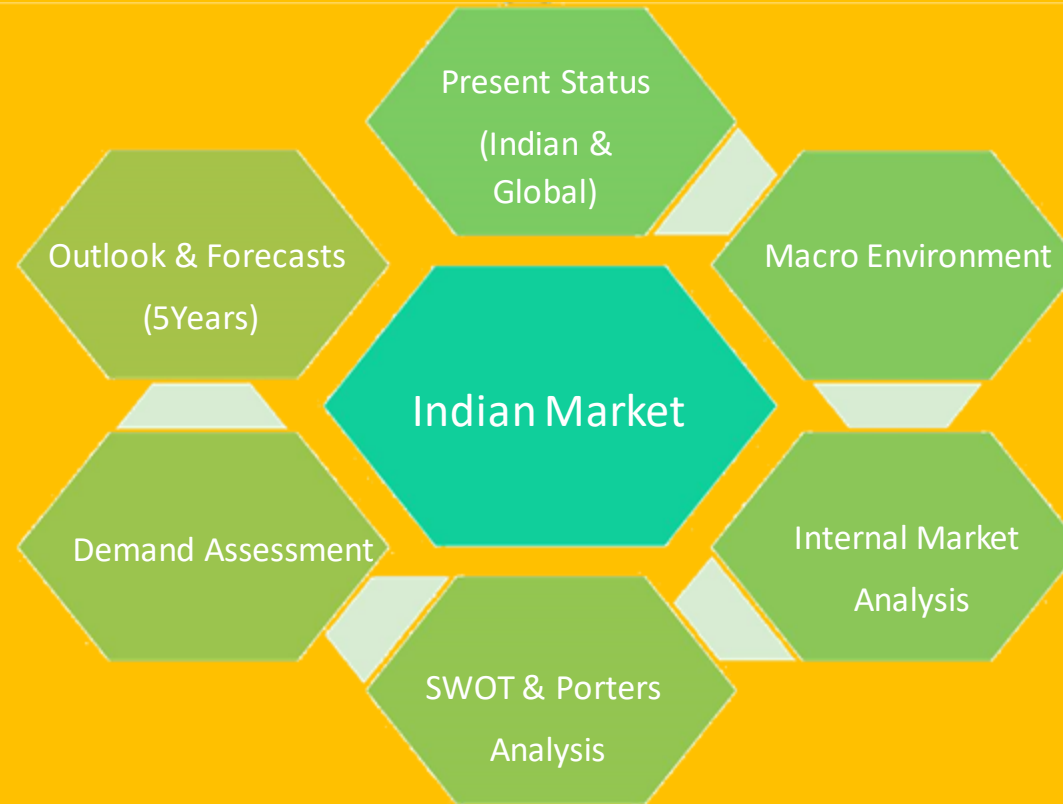 Present Status
(Indian &
Global)
Macro Environment
Internal Market
Analysis
SWOT & Porters
Analysis
Demand Assessment
Outlook & Forecasts
(5Years)
Indian Market